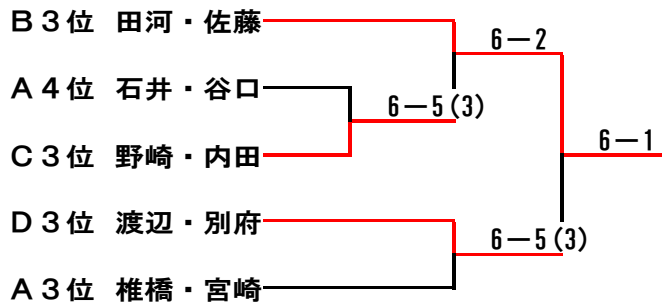 B3位 田河・佐藤
6-2
A4位 石井・谷口
6-5(3)
C3位 野崎・内田
6-1
D3位 渡辺・別府
6-5(3)
A3位 椎橋・宮崎